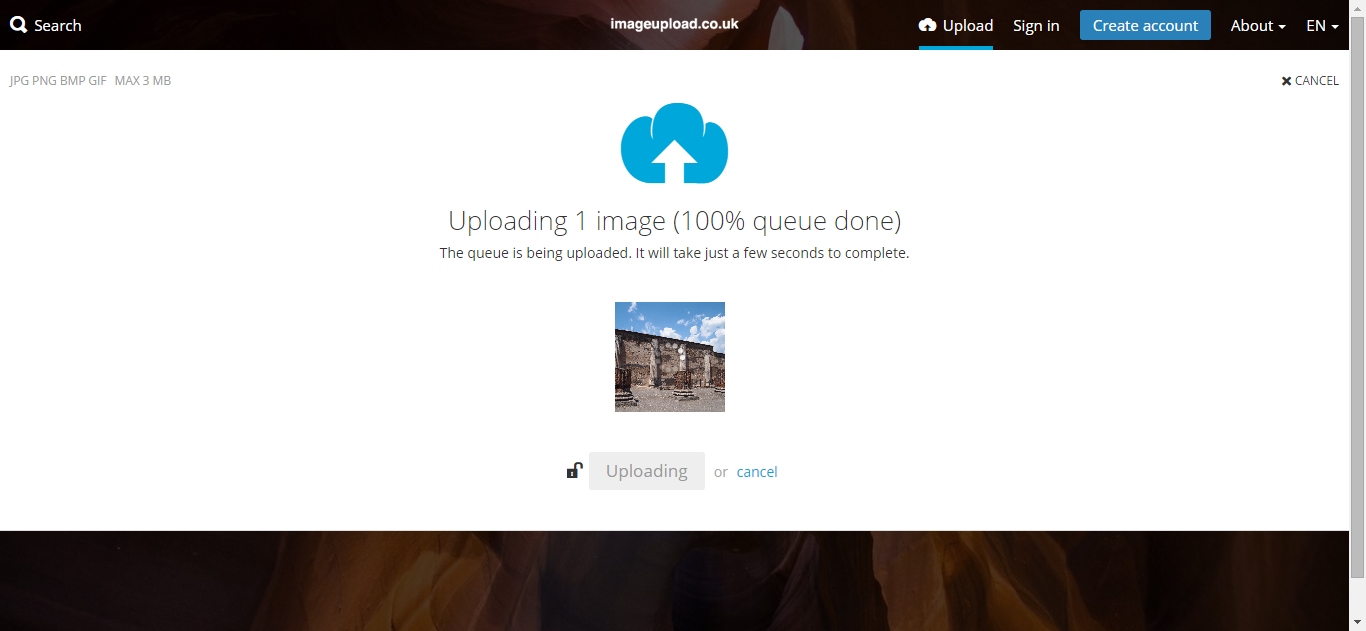 Search
imageupload.co.uk
Upload
Sign in
Create account
About
EN
JPG PNG BMP GIF MAX 3 MB
CANCEL
Uploading 1 image (100% queue done)
The queue is being uploaded. It will take just a few seconds to complete.
Uploading or cancel